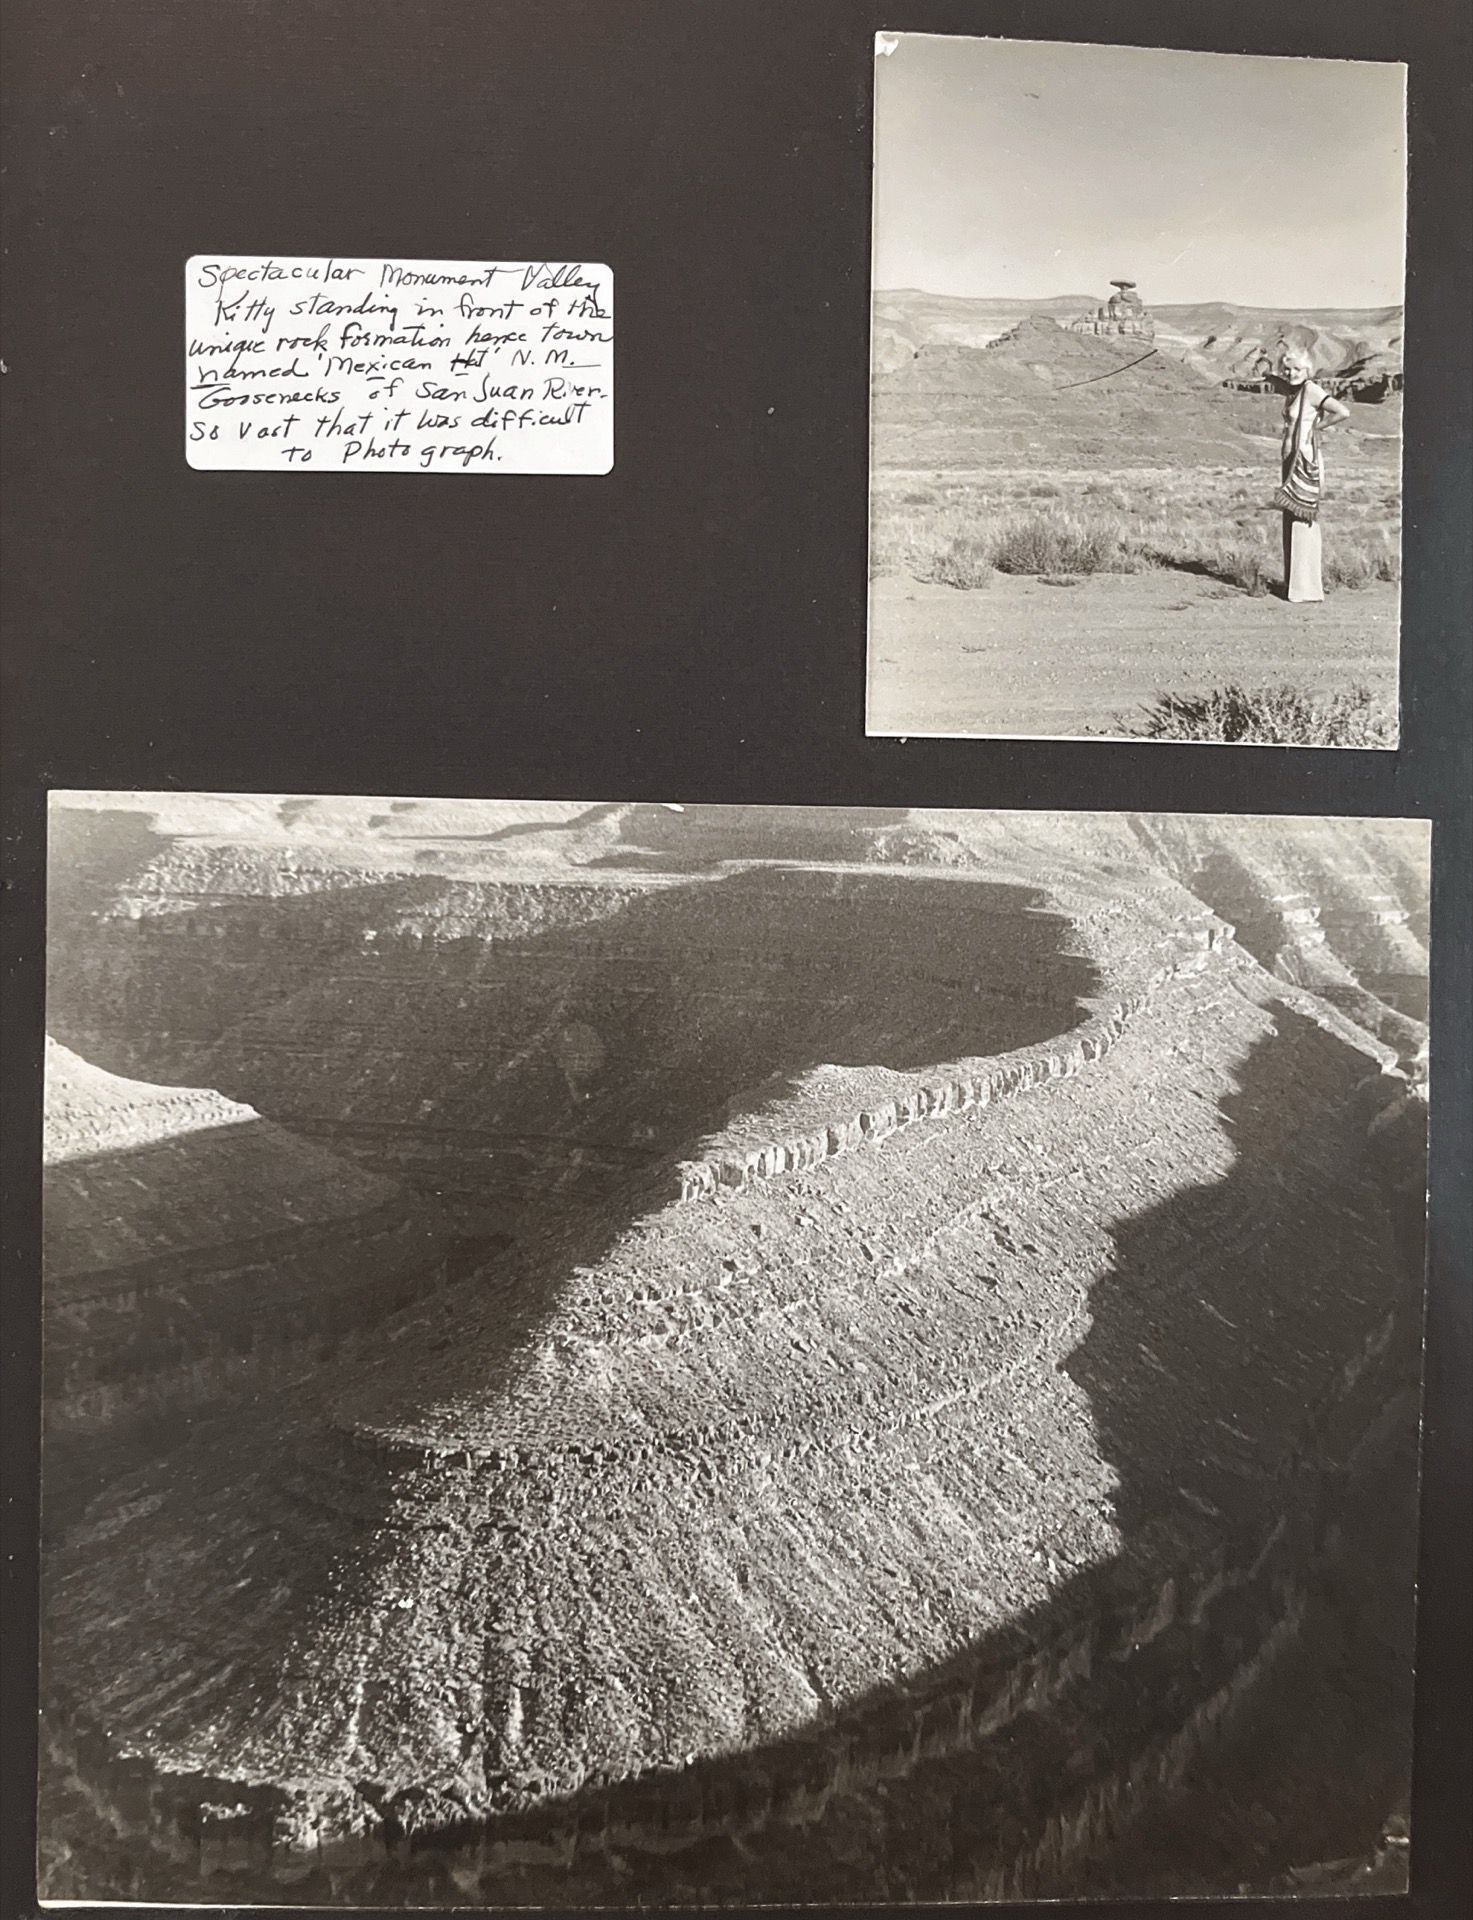 Spectacular Monument Valley
Kitty standing in front of the
unique rock formation hence town
named 'Mexican Hat' N.M.
Goosenecks of San Juan River.
So vast that it was difficult
to Photograph.